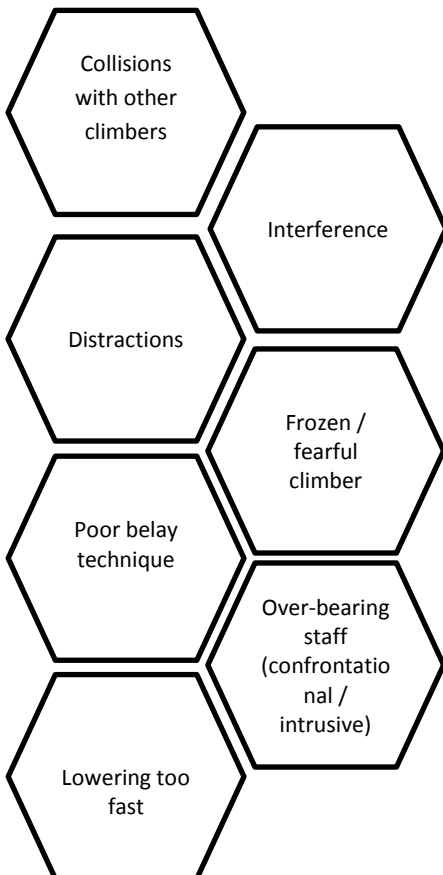 Collisions
with other
climbers
Interference
Distractions
Frozen /
fearful
climber
Poor belay
technique
Over-bearing
staff
(confrontatio
nal /
intrusive)
Lowering too
fast